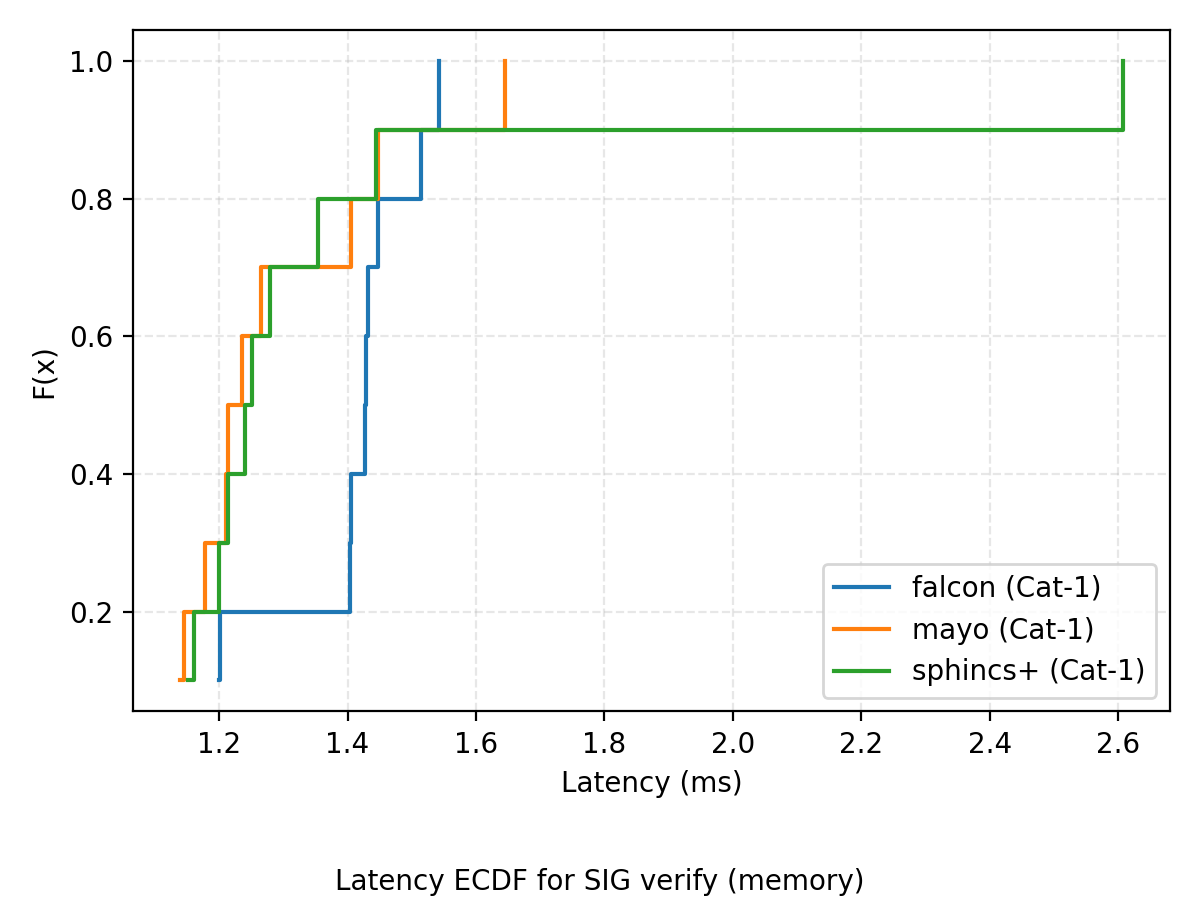 1.0
0.8
0.6
0.4
0.2
F(x)
1.2 1.4 1.6 1.8 2.0 2.2 2.4 2.6
Latency (ms)
falcon (Cat-1)
mayo (Cat-1)
sphincs+ (Cat-1)
Latency ECDF for SIG verify (memory)